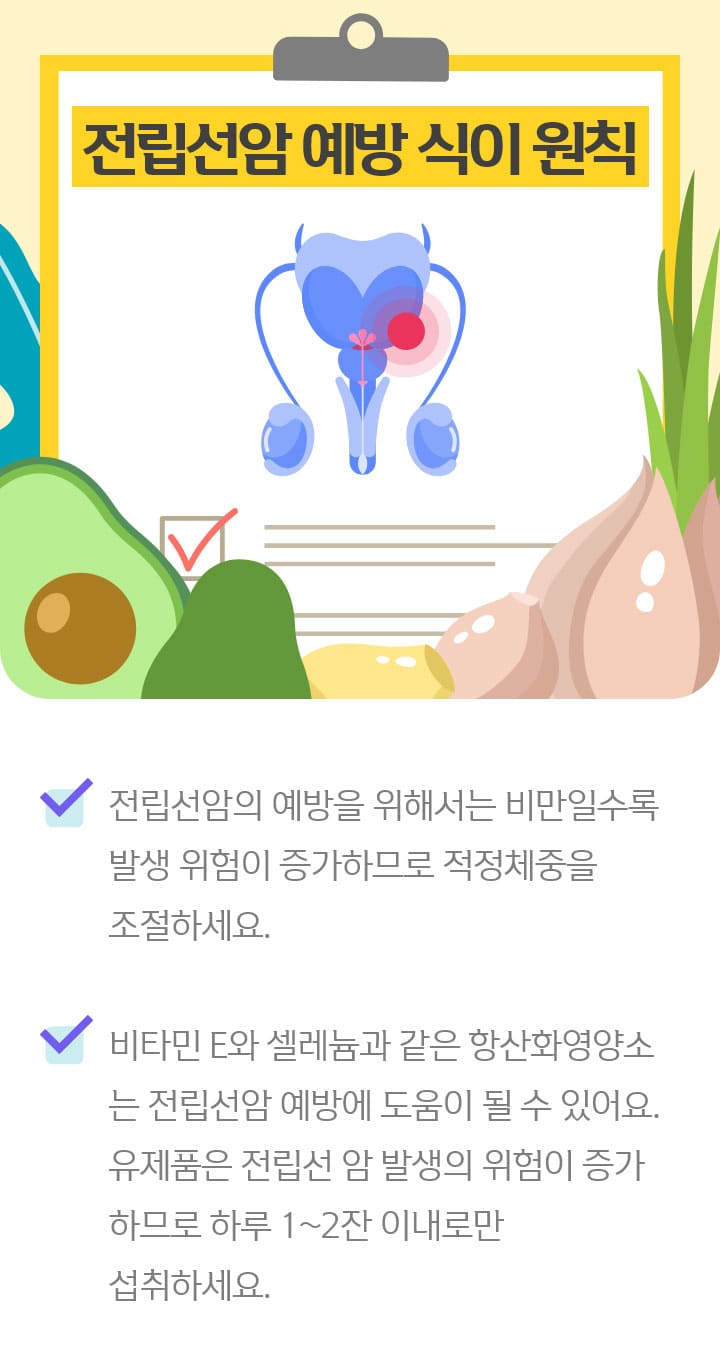 전립선암 예방 식이 원칙
전립선암의 예방을 위해서는 비만일수록
발생 위험이 증가하므로 적정체중을
조절하세요.
비타민 E와 셀레늄과 같은 항산화영양소
는 전립선암 예방에 도움이 될 수 있어요.
유제품은 전립선 암 발생의 위험이 증가
하므로 하루 1~2잔 이내로만
섭취하세요.